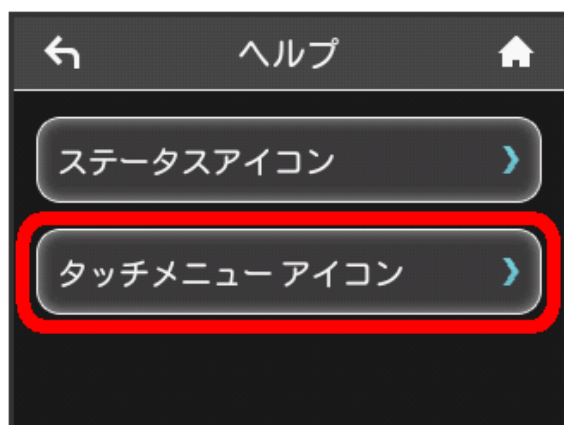 ヘルプ
ステータスアイコン
タッチメニュー アイコン